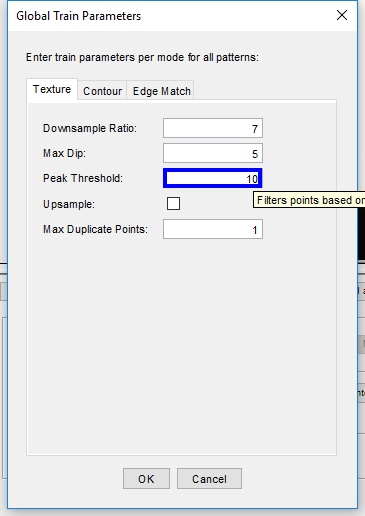 Global Train Parameters
Enter train parameters per mode for all patterns:
Texture Contour Edge Match
Downsample Ratio: 7
Max Dip: 5
Peak Threshold: 10
Filters points based on
Upsample:
Max Duplicate Points: 1
OK Cancel